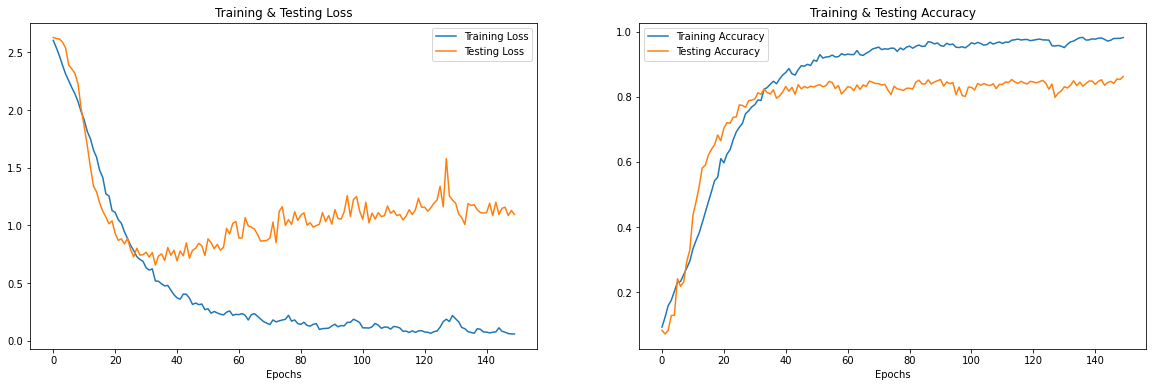 Training & Testing Loss
Training Loss
Testing Loss
2.5
2.0
1.5
1.0
0.5
0.0
0 20 40 60 80 100 120 140
Epochs
Training & Testing Accuracy
Training Accuracy
Testing Accuracy
1.0
0.8
0.6
0.4
0.2
0 20 40 60 80 100 120 140
Epochs